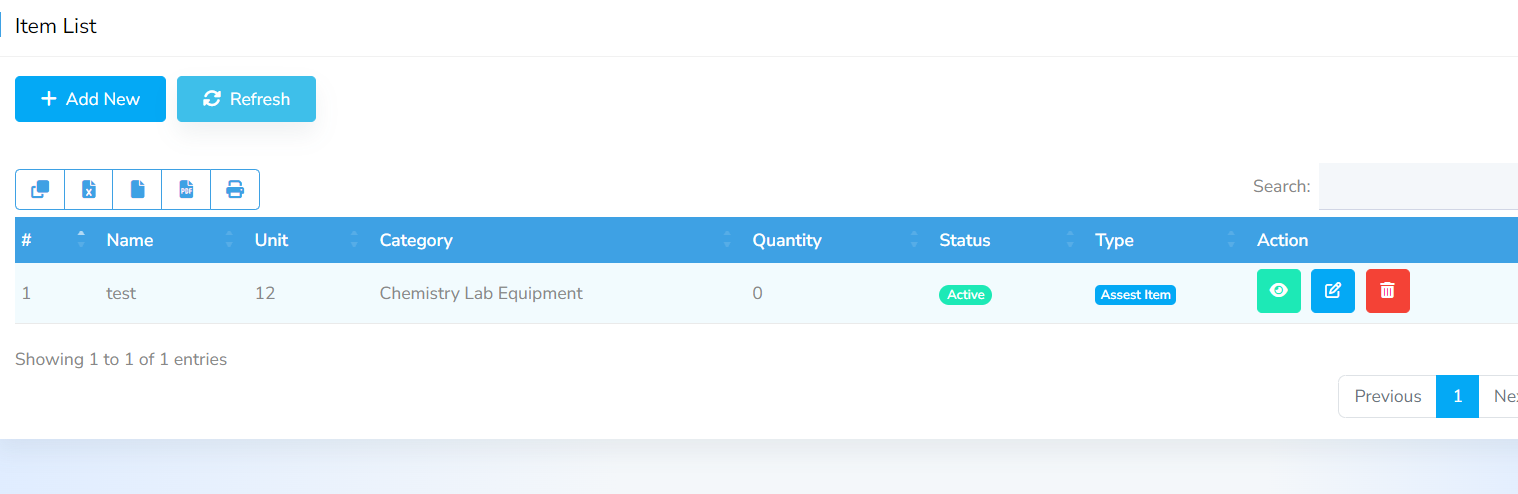 Item List
Add New Refresh
Search:
# Name Unit Category Quantity Status Type Action
1 test 12 Chemistry Lab Equipment 0 Active Assest Item
Showing 1 to 1 of 1 entries
Previous 1 Ne